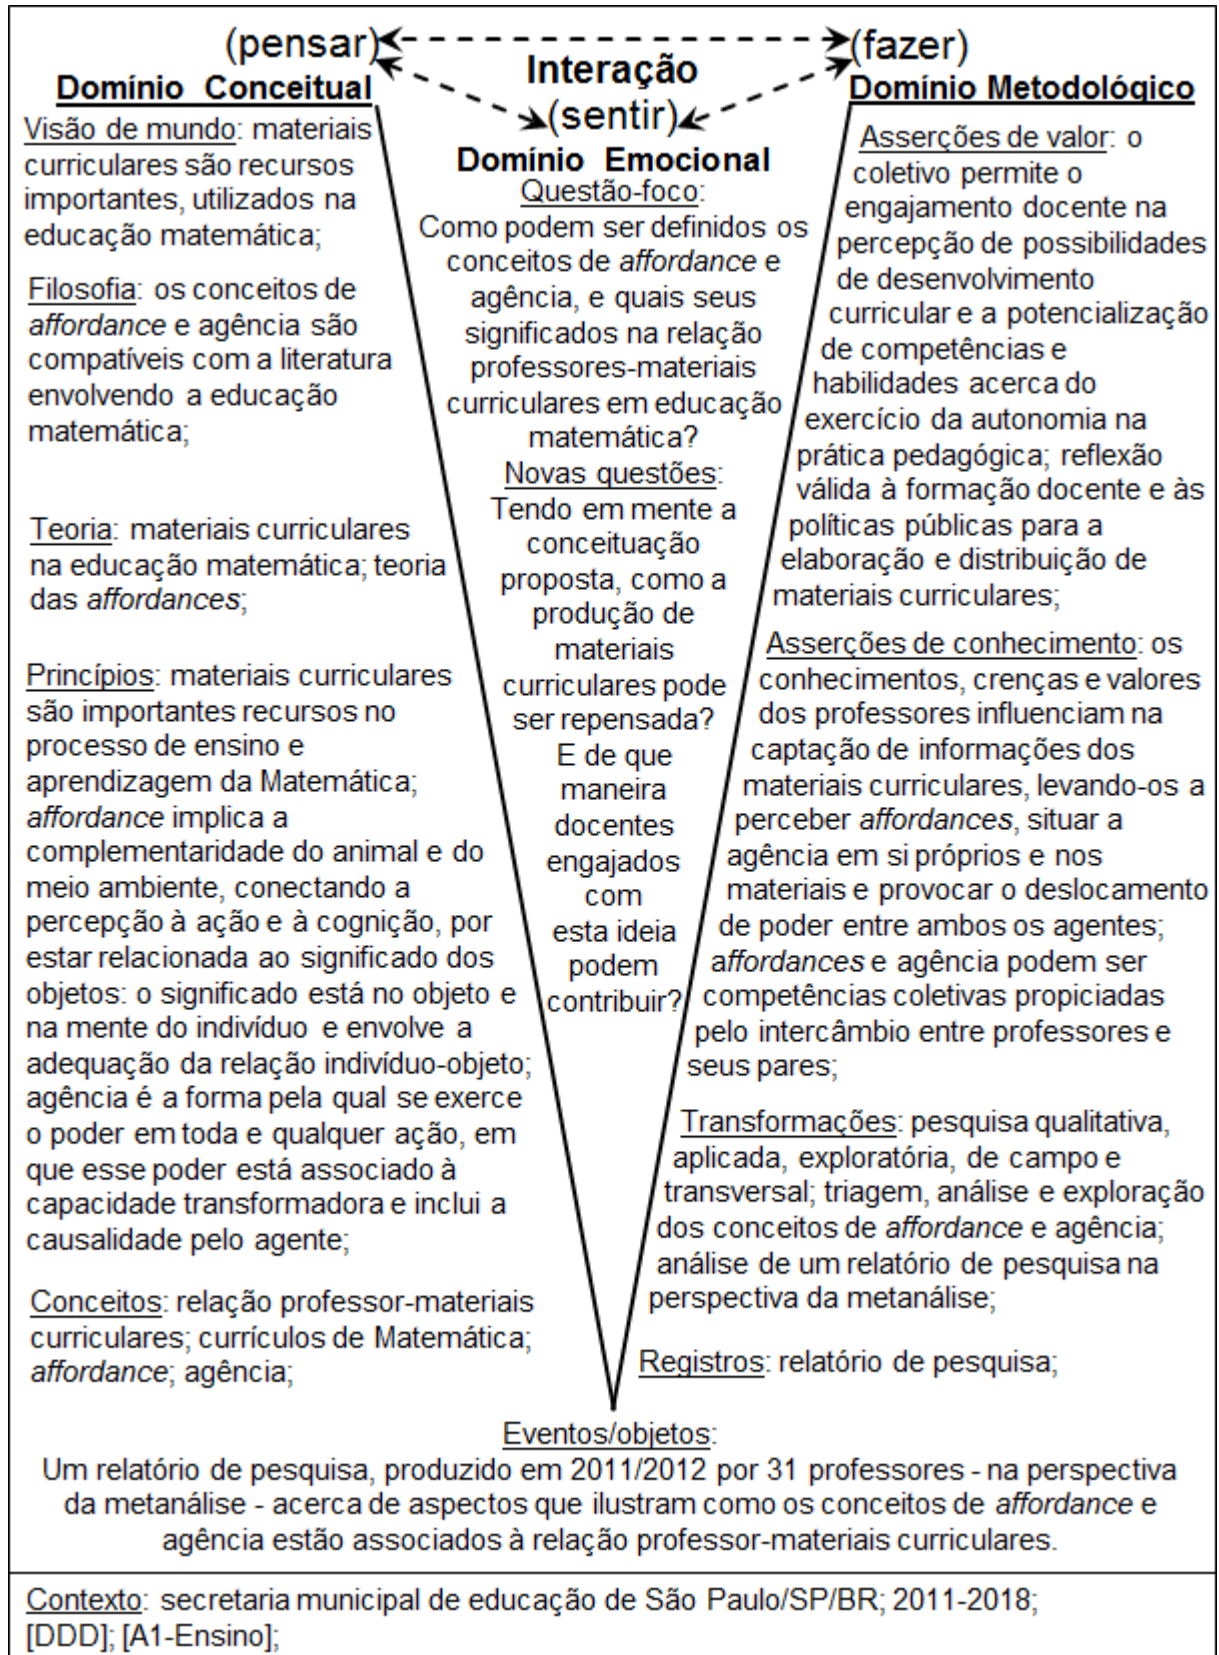 (pensar)
Domínio Conceitual
Visão de mundo: materiais
curriculares são recursos
importantes, utilizados na
educação matemática;
Filosofia: os conceitos de
affordance e agência são
compatíveis com a literatura
envolvendo a educação
matemática;
Teoria: materiais curriculares
na educação matemática; teoria
das affordances;
Princípios: materiais curriculares
são importantes recursos no
processo de ensino e
aprendizagem da Matemática;
affordance implica a
complementaridade do animal e do
meio ambiente, conectando a
percepção à ação e à cognição, por
estar relacionada ao significado dos
objetos: o significado está no objeto e
na mente do indivíduo e envolve a
adequação da relação indivíduo-objeto;
agência é a forma pela qual se exerce
o poder em toda e qualquer ação, em
que esse poder está associado à
capacidade transformadora e inclui a
causalidade pelo agente;
Conceitos: relação professor-materiais
curriculares; currículos de Matemática;
affordance; agência;
Interação
(sentir)
Domínio Emocional
Questão-foco:
Como podem ser definidos os
conceitos de affordance e
agência, e quais seus
significados na relação
professores-materiais
curriculares em educação
matemática?
Novas questões:
Tendo em mente a
conceituação
proposta, como a
produção de
materiais
curriculares pode
ser repensada?
E de que
maneira
docentes
engajados
com
esta ideia
podem
contribuir?
(fazer)
Domínio Metodológico
Asserções de valor: o
coletivo permite o
engajamento docente na
percepção de possibilidades
de desenvolvimento
curricular e a potencialização
de competências e
habilidades acerca do
exercício da autonomia na
prática pedagógica; reflexão
válida à formação docente e às
políticas públicas para a
elaboração e distribuição de
materiais curriculares;
Asserções de conhecimento: os
conhecimentos, crenças e valores
dos professores influenciam na
captação de informações dos
materiais curriculares, levando-os a
perceber affordances, situar a
agência em si próprios e nos
materiais e provocar o deslocamento
de poder entre ambos os agentes;
affordances e agência podem ser
competências coletivas propiciadas
pelo intercâmbio entre professores e
seus pares;
Transformações: pesquisa qualitativa,
aplicada, exploratória, de campo e
transversal; triagem, análise e exploração
dos conceitos de affordance e agência;
análise de um relatório de pesquisa na
perspectiva da metanálise;
Registros: relatório de pesquisa;
Eventos/objetos:
Um relatório de pesquisa, produzido em 2011/2012 por 31 professores - na perspectiva
da metanálise - acerca de aspectos que ilustram como os conceitos de affordance e
agência estão associados à relação professor-materiais curriculares.
Contexto: secretaria municipal de educação de São Paulo/SP/BR; 2011-2018;
[DDD]; [A1-Ensino];